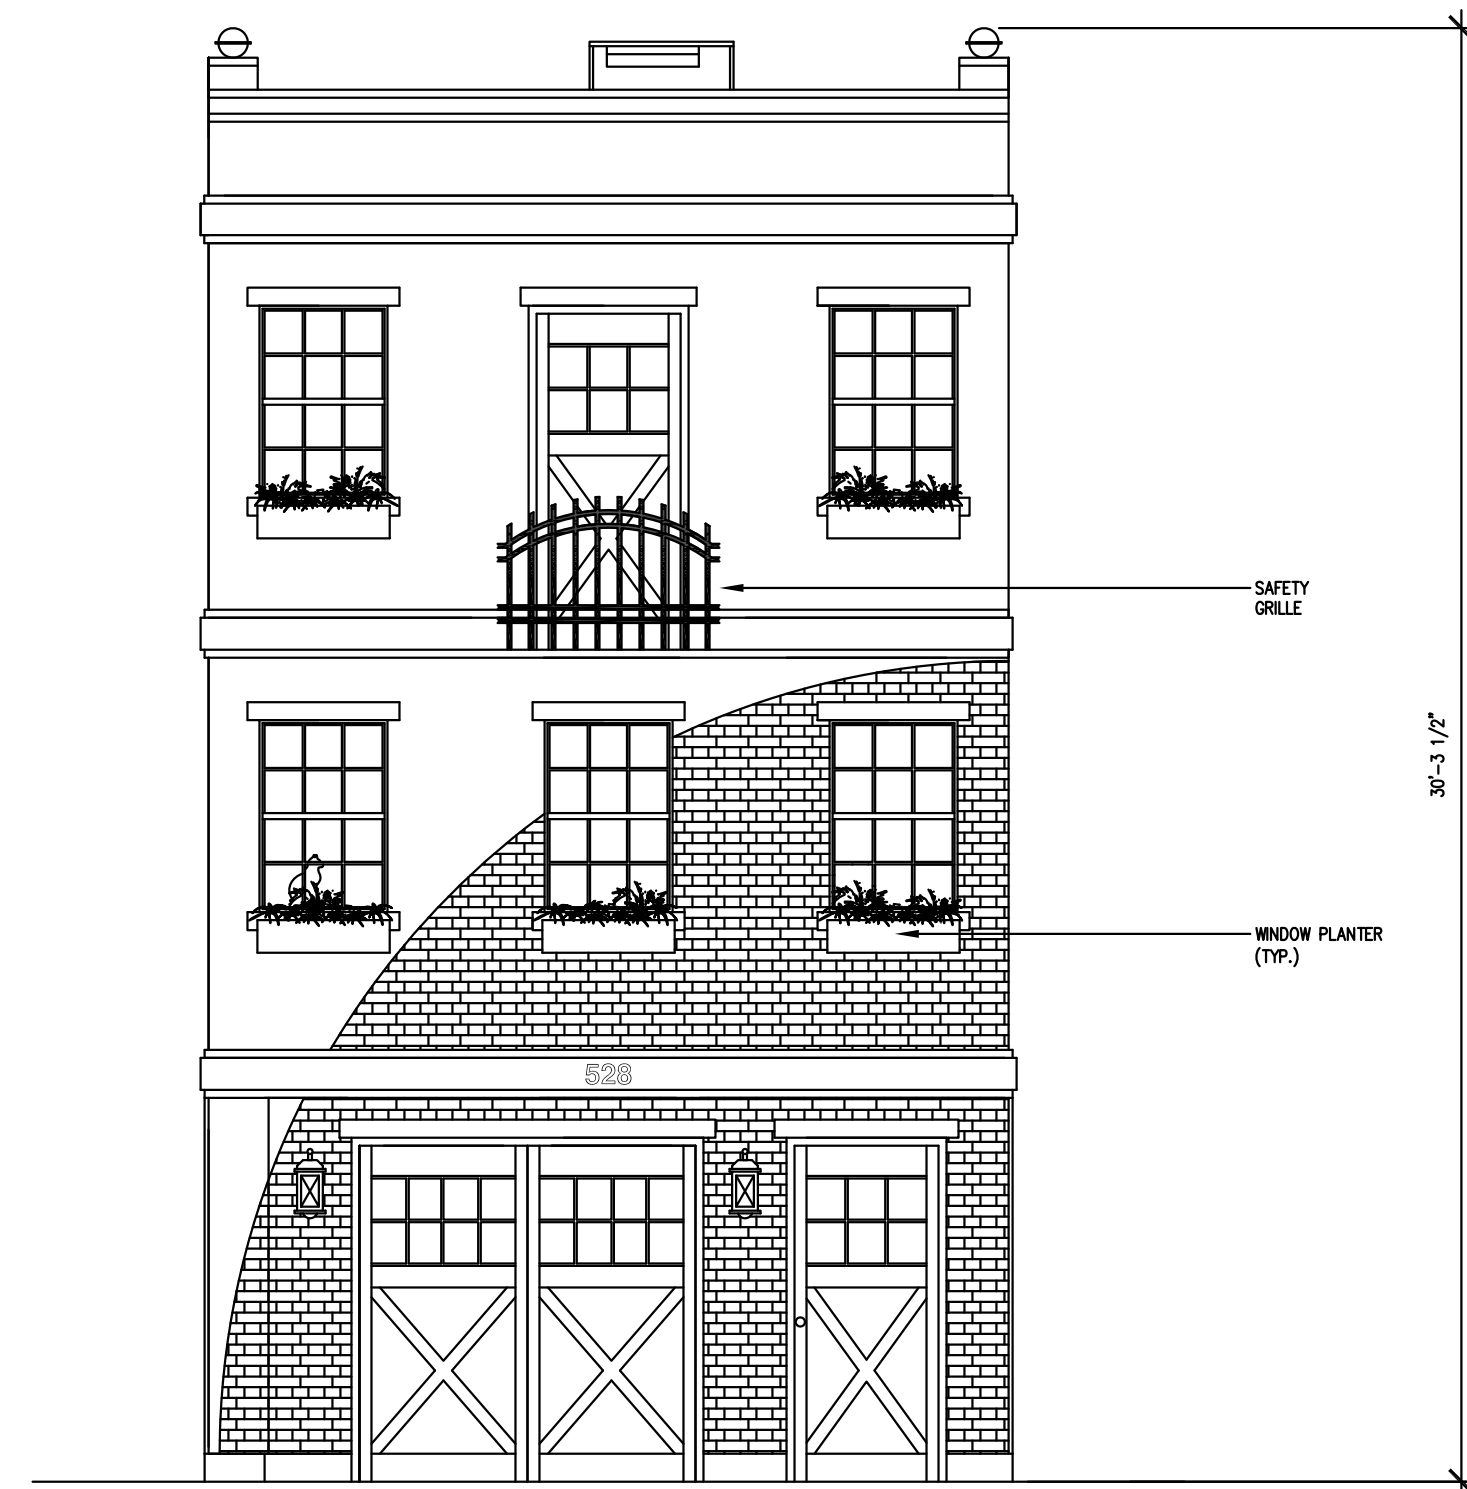 SAFETY
GRILLE
30'-3 1/2"
WINDOW PLANTER
(TYP.)
528